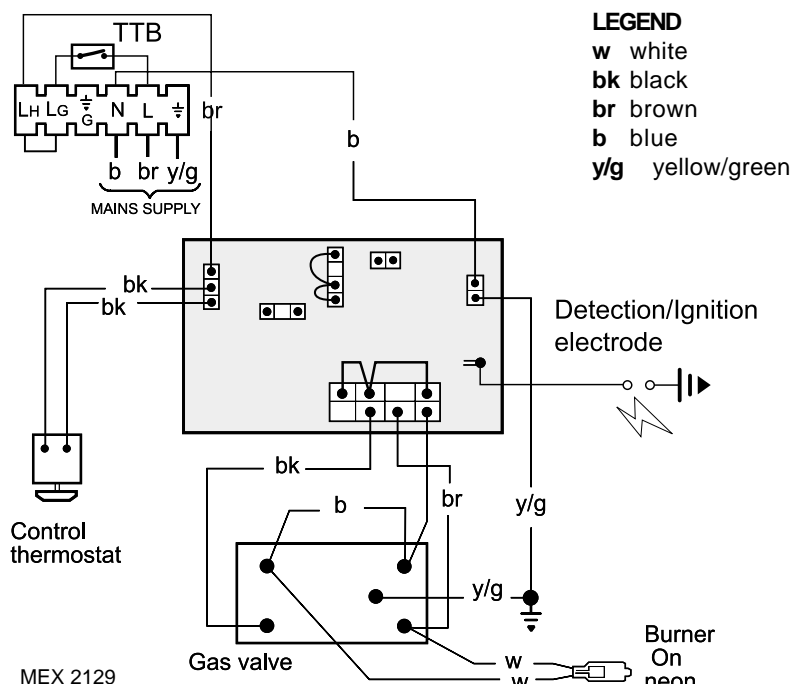 LEGEND
w white
bk black
br brown
b blue
y/g yellow/green
TTB
LH LG G N L
br
b
b br y/g
MAINS SUPPLY
bk
bk
Detection/Ignition
electrode
Control
thermostat
bk
br
b
y/g
y/g
Gas valve
w
w
Burner
On
neon
MEX 2129